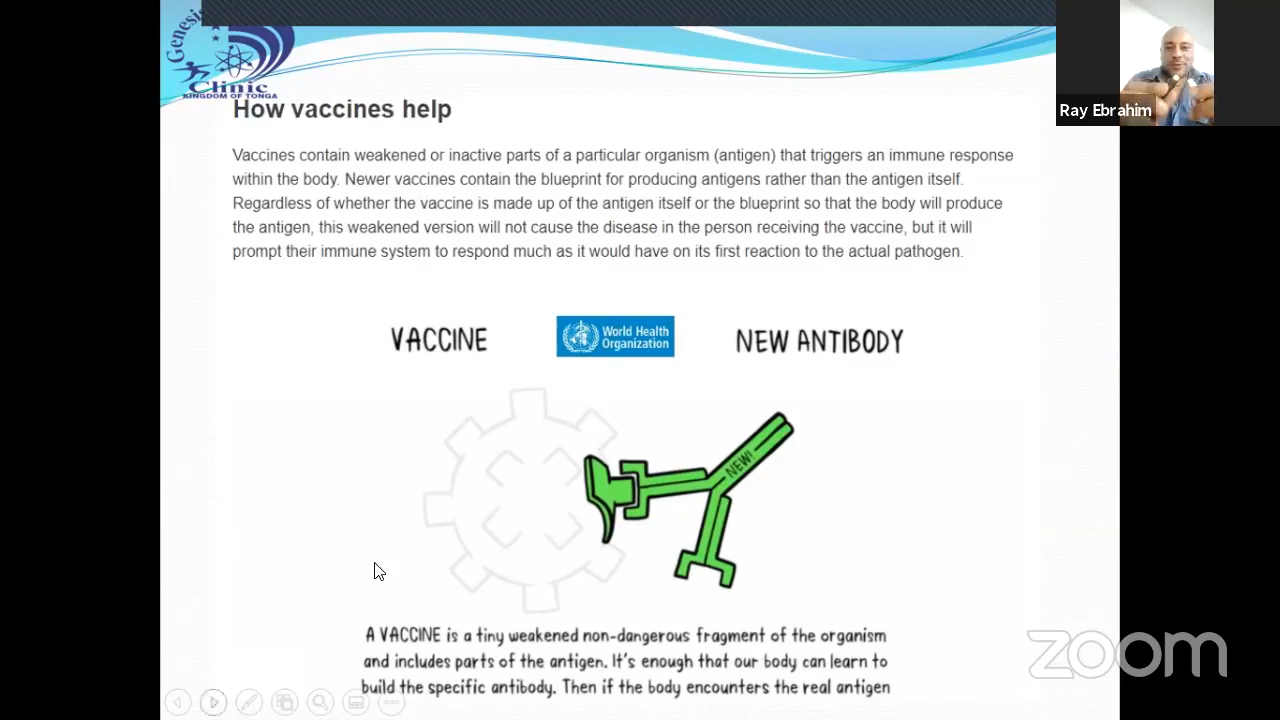 Genesis
Clinic
KINGDOM OF TONGA
Ray Ebrahim
How vaccines help
Vaccines contain weakened or inactive parts of a particular organism (antigen) that triggers an immune response
within the body. Newer vaccines contain the blueprint for producing antigens rather than the antigen itself.
Regardless of whether the vaccine is made up of the antigen itself or the blueprint so that the body will produce
the antigen, this weakened version will not cause the disease in the person receiving the vaccine, but it will
prompt their immune system to respond much as it would have on its first reaction to the actual pathogen.
VACCINE
World Health
Organization
NEW ANTIBODY
NEW!
A VACCINE is a tiny weakened non-dangerous fragment of the organism
and includes parts of the antigen. It's enough that our body can learn to
build the specific antibody. Then if the body encounters the real antigen
zoom